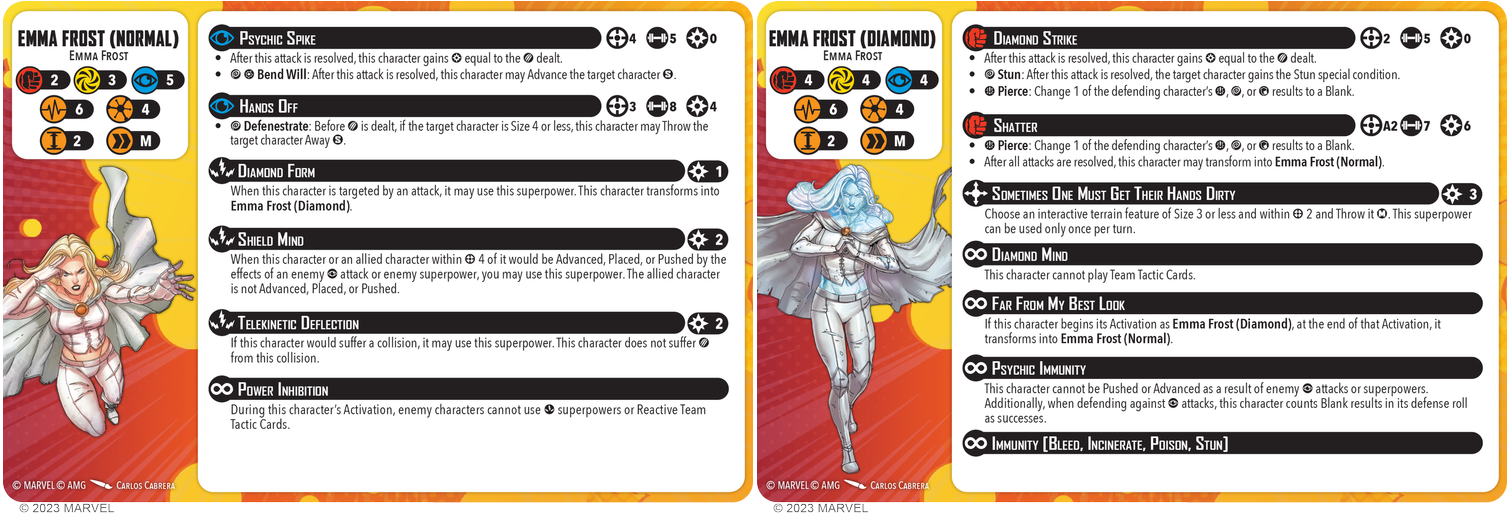 EMMA FROST (NORMAL)
EMMA FROST
2 3 5
6 4
2 M
PSYCHIC SPIKE 4 5 0
• After this attack is resolved, this character gains equal to the dealt.
• Bend Will: After this attack is resolved, this character may Advance the target character S.
HANDS OFF 3 8 4
• Defenestrate: Before is dealt, if the target character is Size 4 or less, this character may Throw the
target character Away S.
DIAMOND FORM 1
When this character is targeted by an attack, it may use this superpower. This character transforms into
Emma Frost (Diamond).
SHIELD MIND 2
When this character or an allied character within 4 of it would be Advanced, Placed, or Pushed by the
effects of an enemy attack or enemy superpower, you may use this superpower. The allied character
is not Advanced, Placed, or Pushed.
TELEKINETIC DEFLECTION 2
If this character would suffer a collision, it may use this superpower. This character does not suffer
from this collision.
POWER INHIBITION
During this character's Activation, enemy characters cannot use superpowers or Reactive Team
Tactic Cards.
© MARVEL © AMG CARLOS CABRERA
© 2023 MARVEL
EMMA FROST (DIAMOND)
EMMA FROST
4 4 4
6 4
2 M
DIAMOND STRIKE 2 5 0
• After this attack is resolved, this character gains equal to the dealt.
• Stun: After this attack is resolved, the target character gains the Stun special condition.
• Pierce: Change 1 of the defending character's , , or results to a Blank.
SHATTER A2 7 6
• Pierce: Change 1 of the defending character's , , or results to a Blank.
• After all attacks are resolved, this character may transform into Emma Frost (Normal).
SOMETIMES ONE MUST GET THEIR HANDS DIRTY 3
Choose an interactive terrain feature of Size 3 or less and within 2 and Throw it M. This superpower
can be used only once per turn.
DIAMOND MIND
This character cannot play Team Tactic Cards.
FAR FROM MY BEST LOOK
If this character begins its Activation as Emma Frost (Diamond), at the end of that Activation, it
transforms into Emma Frost (Normal).
PSYCHIC IMMUNITY
This character cannot be Pushed or Advanced as a result of enemy attacks or superpowers.
Additionally, when defending against attacks, this character counts Blank results in its defense roll
as successes.
IMMUNITY [BLEED, INCINERATE, POISON, STUN]
© MARVEL © AMG CARLOS CABRERA
© 2023 MARVEL